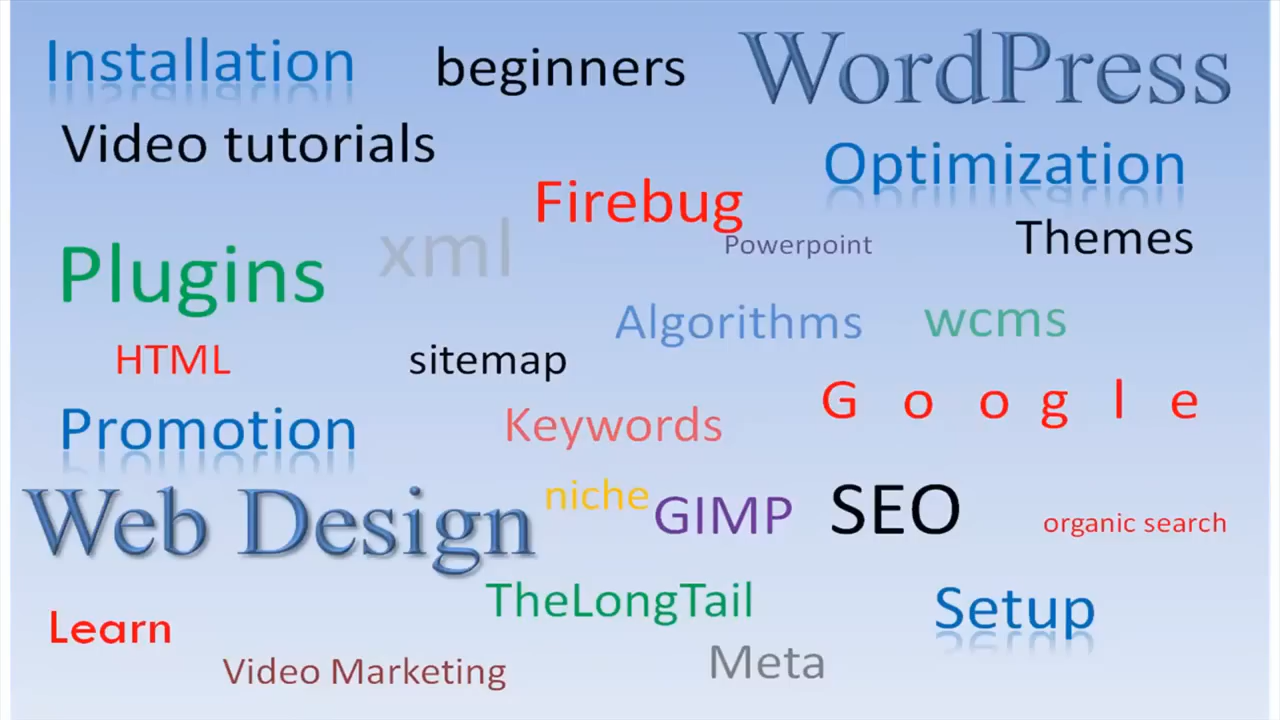 Installation
beginners
WordPress
Video tutorials
Optimization
Firebug
Powerpoint
Themes
xml
Plugins
Algorithms
wcms
HTML
sitemap
Google
Promotion
Keywords
niche
GIMP
SEO
organic search
Web Design
TheLongTail
Setup
Learn
Video Marketing
Meta